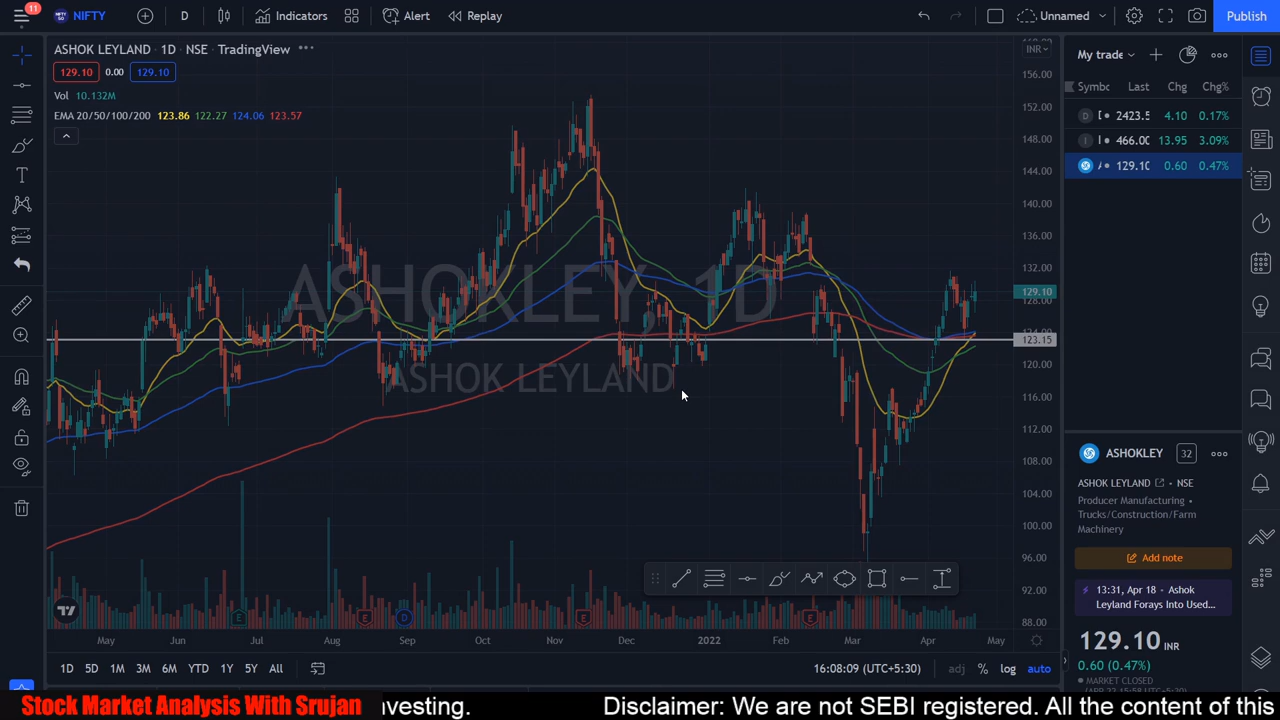 11 NIFTY D Indicators Alert Replay Unnamed Publish
ASHOK LEYLAND · 1D · NSE · TradingView
129.10 0.00 129.10
Vol 10.132M
EMA 20/50/100/200 123.86 122.27 124.06 123.57
INR
156.00
152.00
148.00
144.00
140.00
136.00
132.00
129.10
128.00
124.00
123.15
120.00
116.00
112.00
108.00
104.00
100.00
96.00
92.00
88.00
ASHOKLEY, 1D
ASHOK LEYLAND
E E D E E
May Jun Jul Aug Sep Oct Nov Dec 2022 Feb Mar Apr May
1D 5D 1M 3M 6M YTD 1Y 5Y All
16:08:09 (UTC+5:30) adj % log auto
My trade
Symbc Last Chg Chg%
D 2423.5 4.10 0.17%
I 466.00 13.95 3.09%
129.10 0.60 0.47%
ASHOKLEY 32
ASHOK LEYLAND · NSE
Producer Manufacturing •
Trucks/Construction/Farm
Machinery
Add note
13:31, Apr 18 • Ashok
Leyland Forays Into Used...
129.10 INR
0.60 (0.47%)
MARKET CLOSED
Stock Market Analysis With Srujan
vesting. Disclaimer: We are not SEBI registered. All the content of this